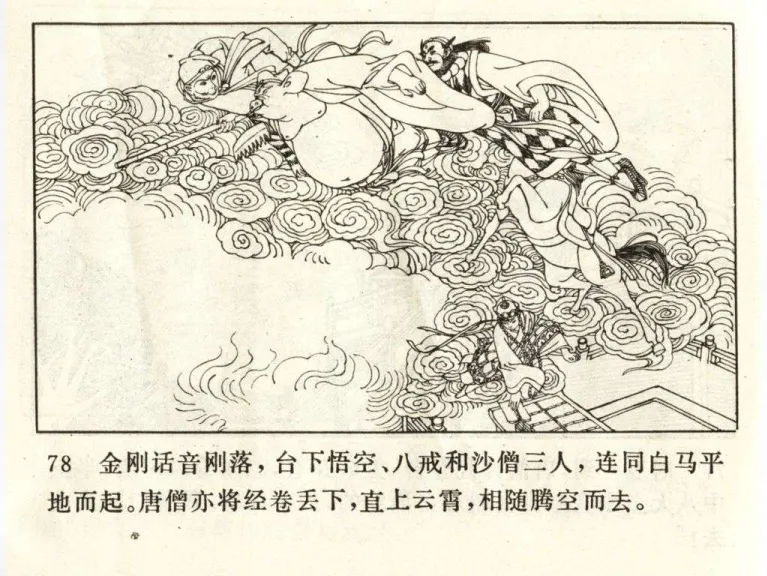 78 金刚话音刚落，台下悟空、八戒和沙僧三人，连同白马平
地而起。唐僧亦将经卷丢下，直上云霄，相随腾空而去。